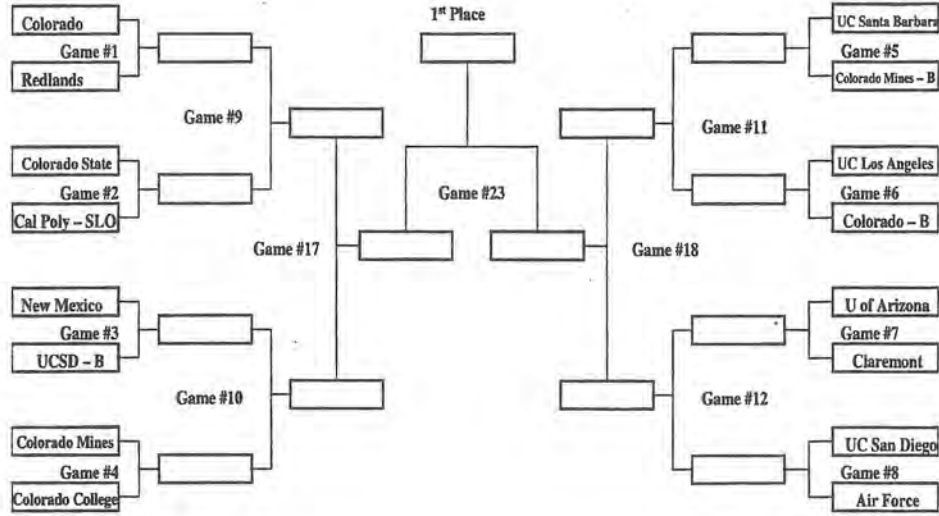 Colorado
Game #1
Redlands
Game #9
Colorado State
Game #2
Cal Poly – SLO
Game #17
New Mexico
Game #3
UCSD – B
Game #10
Colorado Mines
Game #4
Colorado College
1st Place
Game #23
UC Santa Barbara
Game #5
Colorado Mines – B
Game #11
UC Los Angeles
Game #6
Colorado – B
Game #18
U of Arizona
Game #7
Claremont
Game #12
UC San Diego
Game #8
Air Force